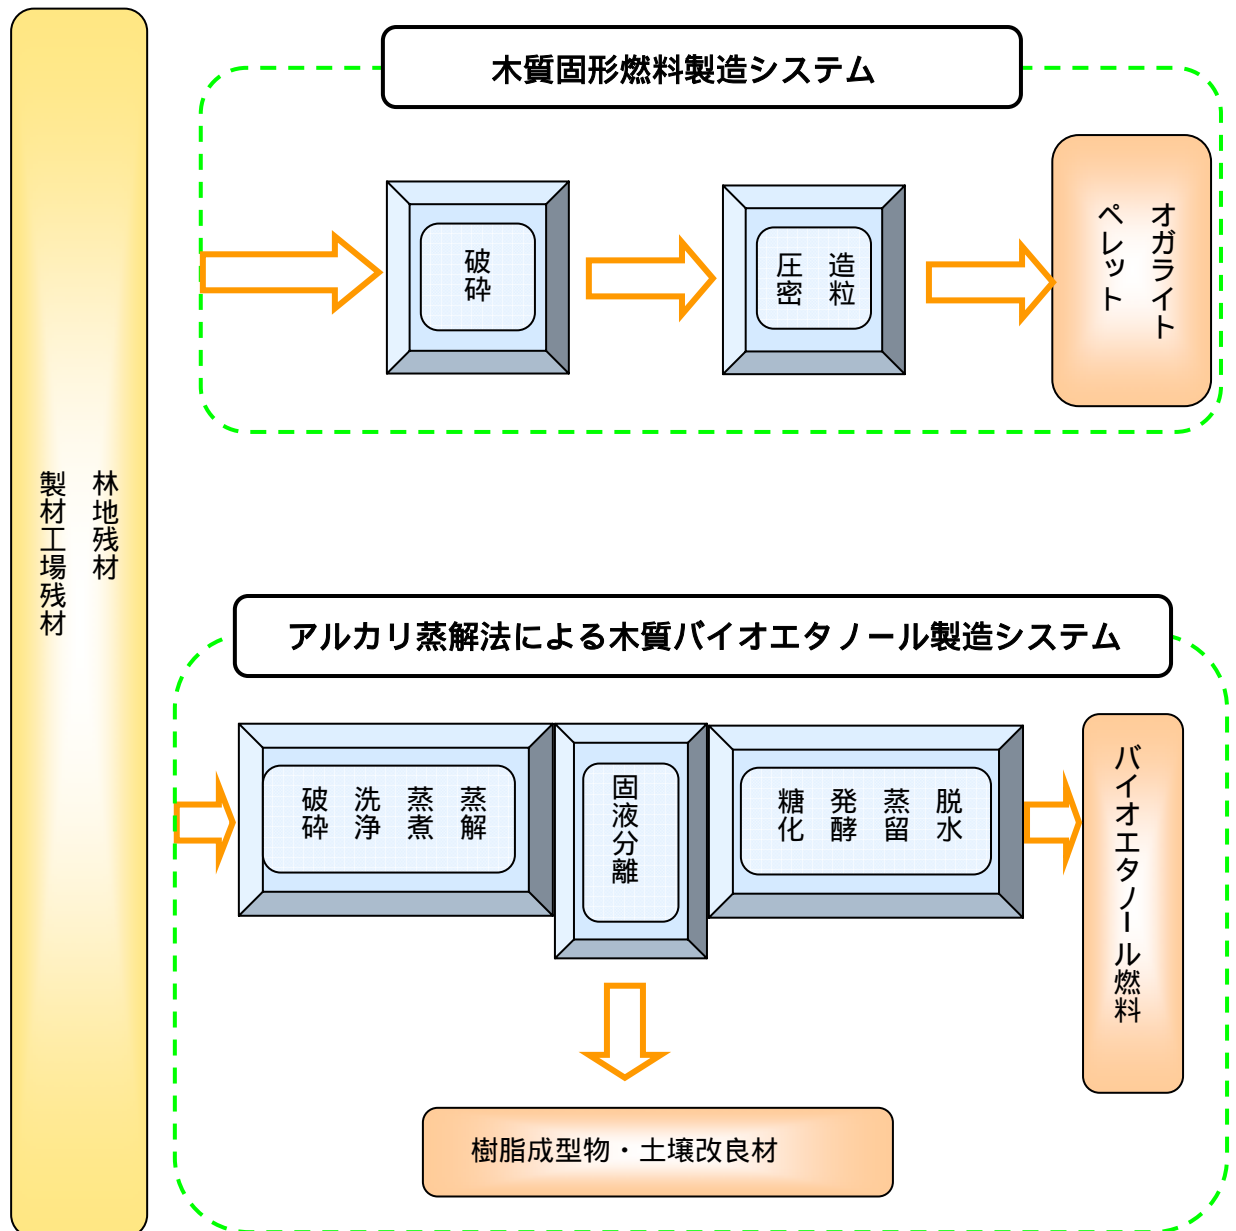 木質固形燃料製造システム
破砕
造粒
圧密
オガライト
ペレット
林地残材
製材工場残材
アルカリ蒸解法による木質バイオエタノール製造システム
破砕
洗浄
蒸煮
蒸解
固液分離
糖化
発酵
蒸留
脱水
バイオエタノール燃料
樹脂成型物・土壌改良材